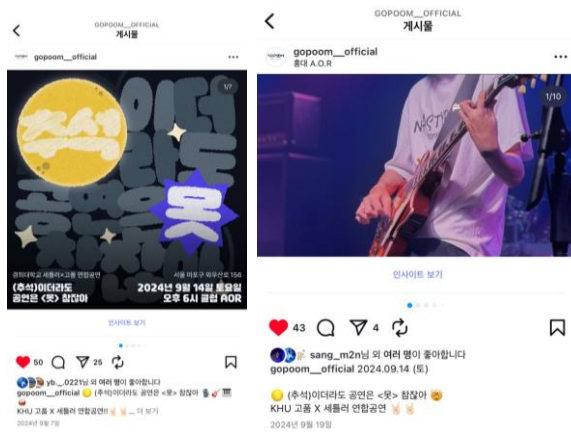 GOPOOM__OFFICIAL
게시물
gopoom__official
1/7
추석
이더
라도
공연은
못
참잖아
경희대학교 세틀러×고품 연합공연
(추석)이더라도
공연은 <못> 참잖아
서울 마포구 와우산로 156
2024년 9월 14일 토요일
오후 6시 클럽 AOR
인사이트 보기
50
25
yb._.0221님 외 여러 명이 좋아합니다
gopoom__official (추석)이더라도 공연은 <못> 참잖아
KHU 고품 X 세틀러 연합공연!! ... 더 보기
2024년 9월 7일
GOPOOM__OFFICIAL
게시물
gopoom__official
홍대 A.O.R
1/10
인사이트 보기
43
4
sang_m2n님 외 여러 명이 좋아합니다
gopoom__official 2024.09.14 (토)
(추석)이더라도 공연은 <못> 참잖아
KHU 고품 X 세틀러 연합공연
2024년 9월 19일